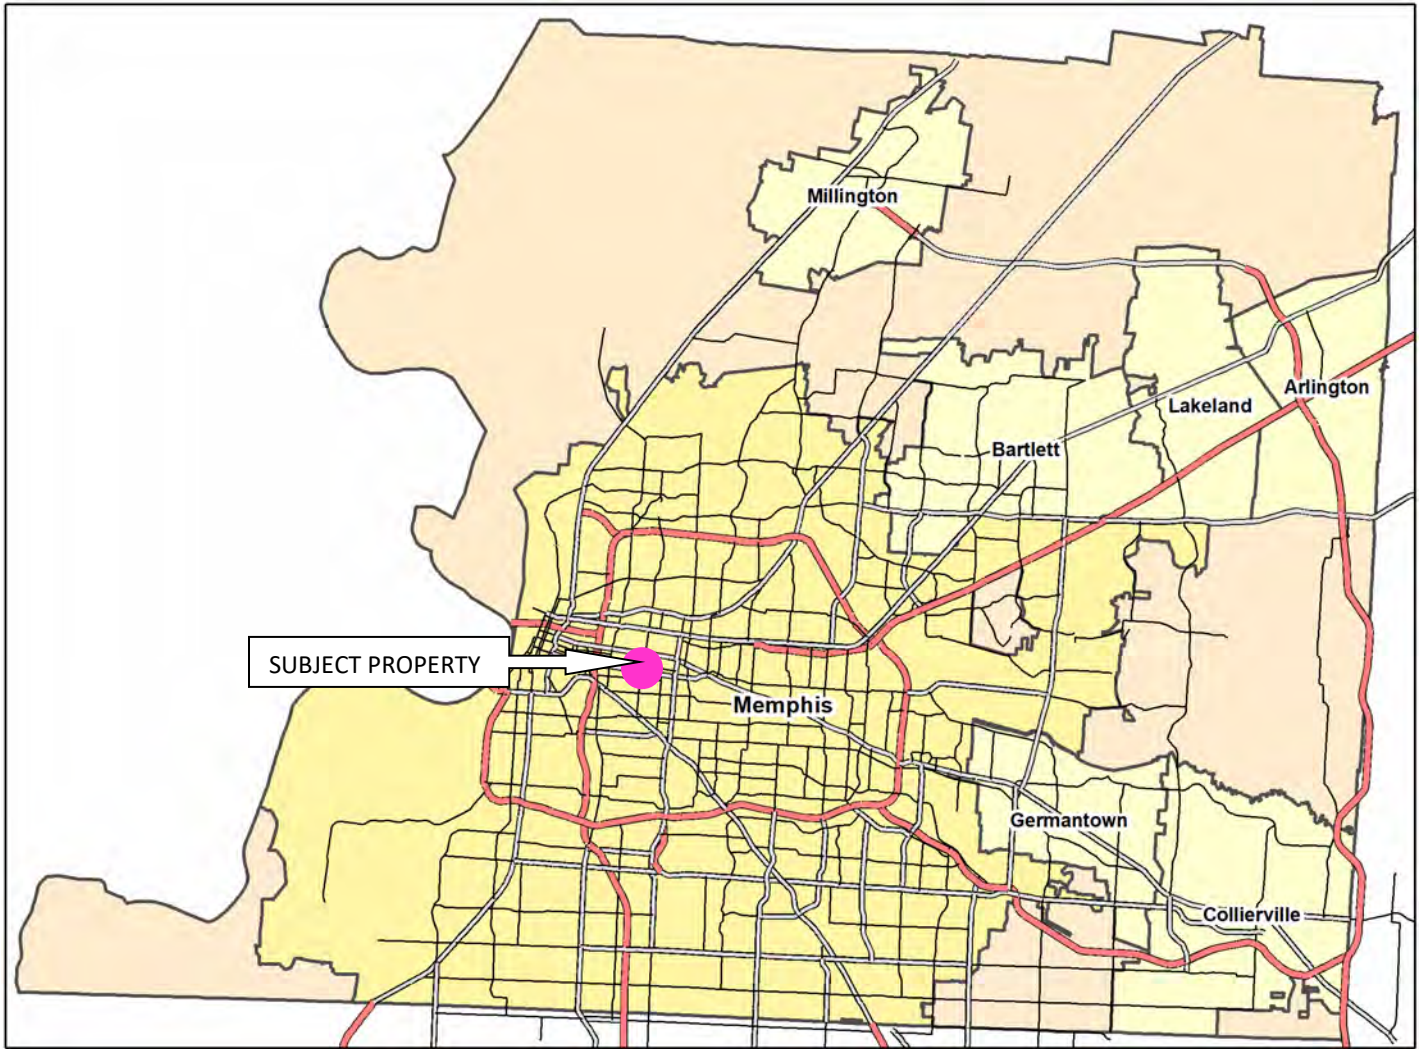 Millington
Arlington
Lakeland
Bartlett
SUBJECT PROPERTY
Memphis
Germantown
Collierville